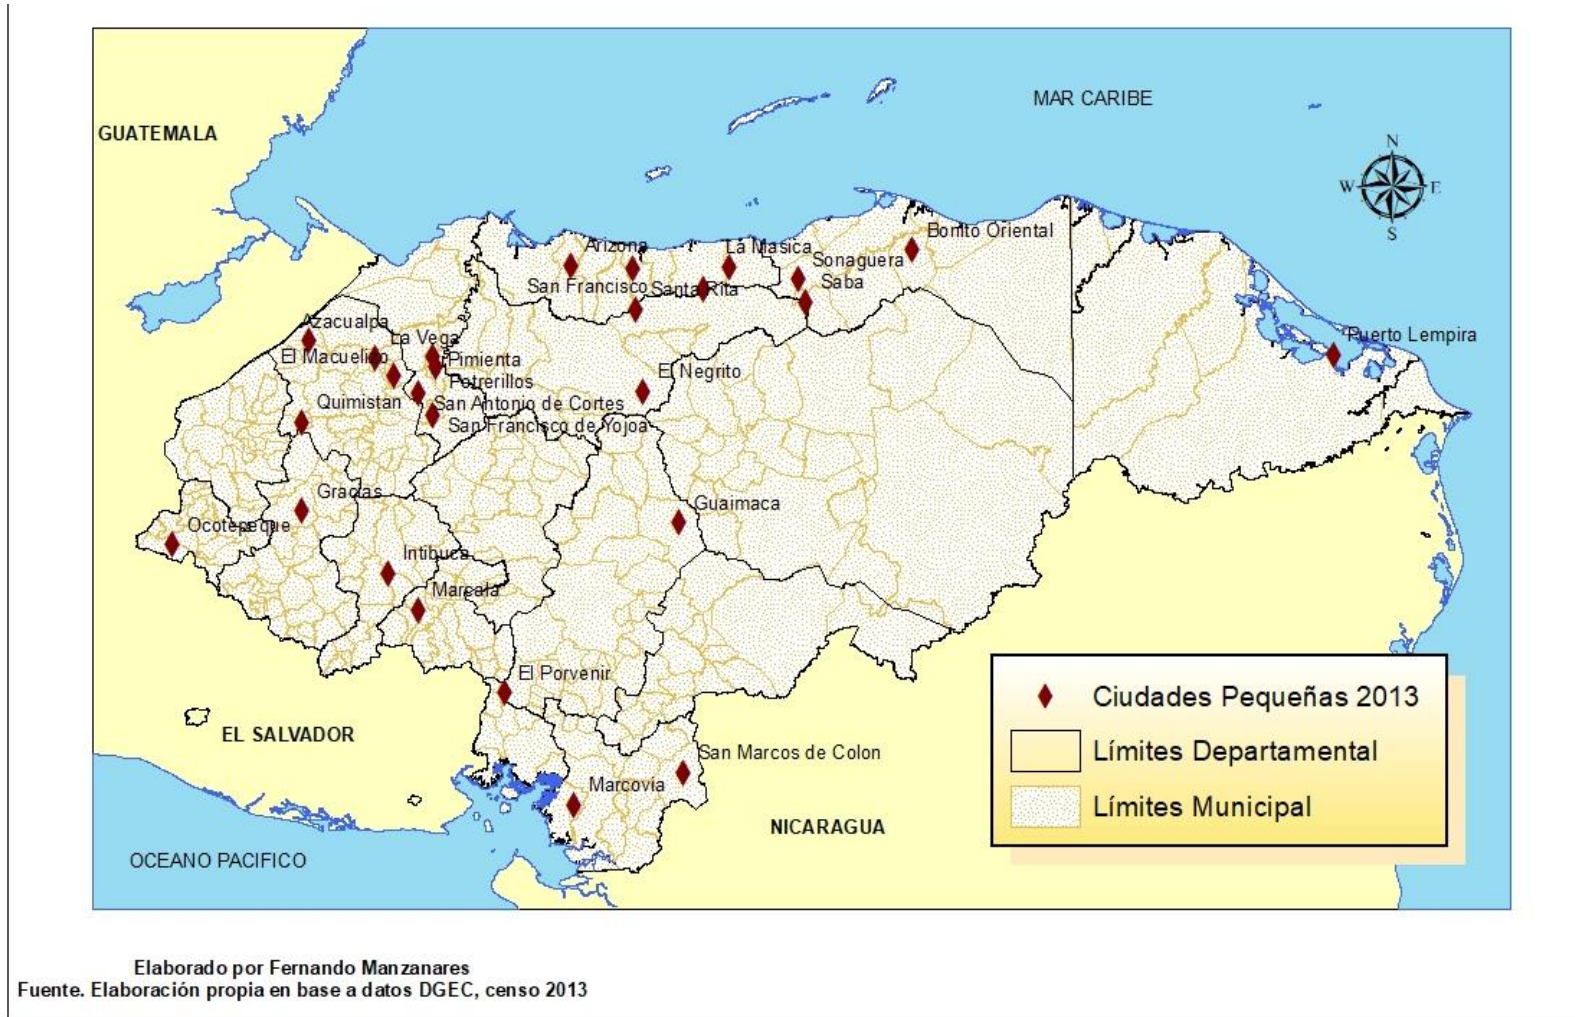 MAR CARIBE
GUATEMALA
N
W
E
S
Bonito Oriental
Arizona
La Masica
Sonaguera
San Francisco
Santa Rita
Saba
Azacualpa
La Vega
Puerto Lempira
El Macuelizo
Pimienta
El Negrito
Potrerillos
Quimistan
San Antonio de Cortes
San Francisco de Yojoa
Gracias
Guaimaca
Ocotepeque
Intibuca
Marcala
El Porvenir
EL SALVADOR
San Marcos de Colon
Marcovia
NICARAGUA
OCEANO PACIFICO
Ciudades Pequeñas 2013
Límites Departamental
Límites Municipal
Elaborado por Fernando Manzanares
Fuente. Elaboración propia en base a datos DGEC, censo 2013